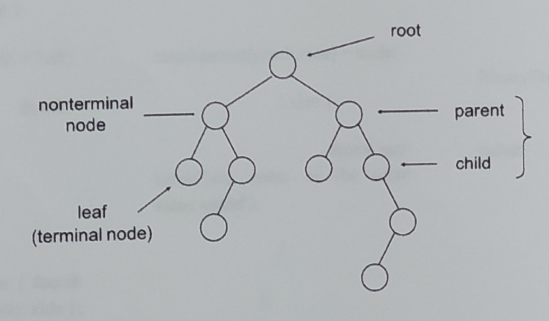 root
nonterminal
node
parent
child
leaf
(terminal node)